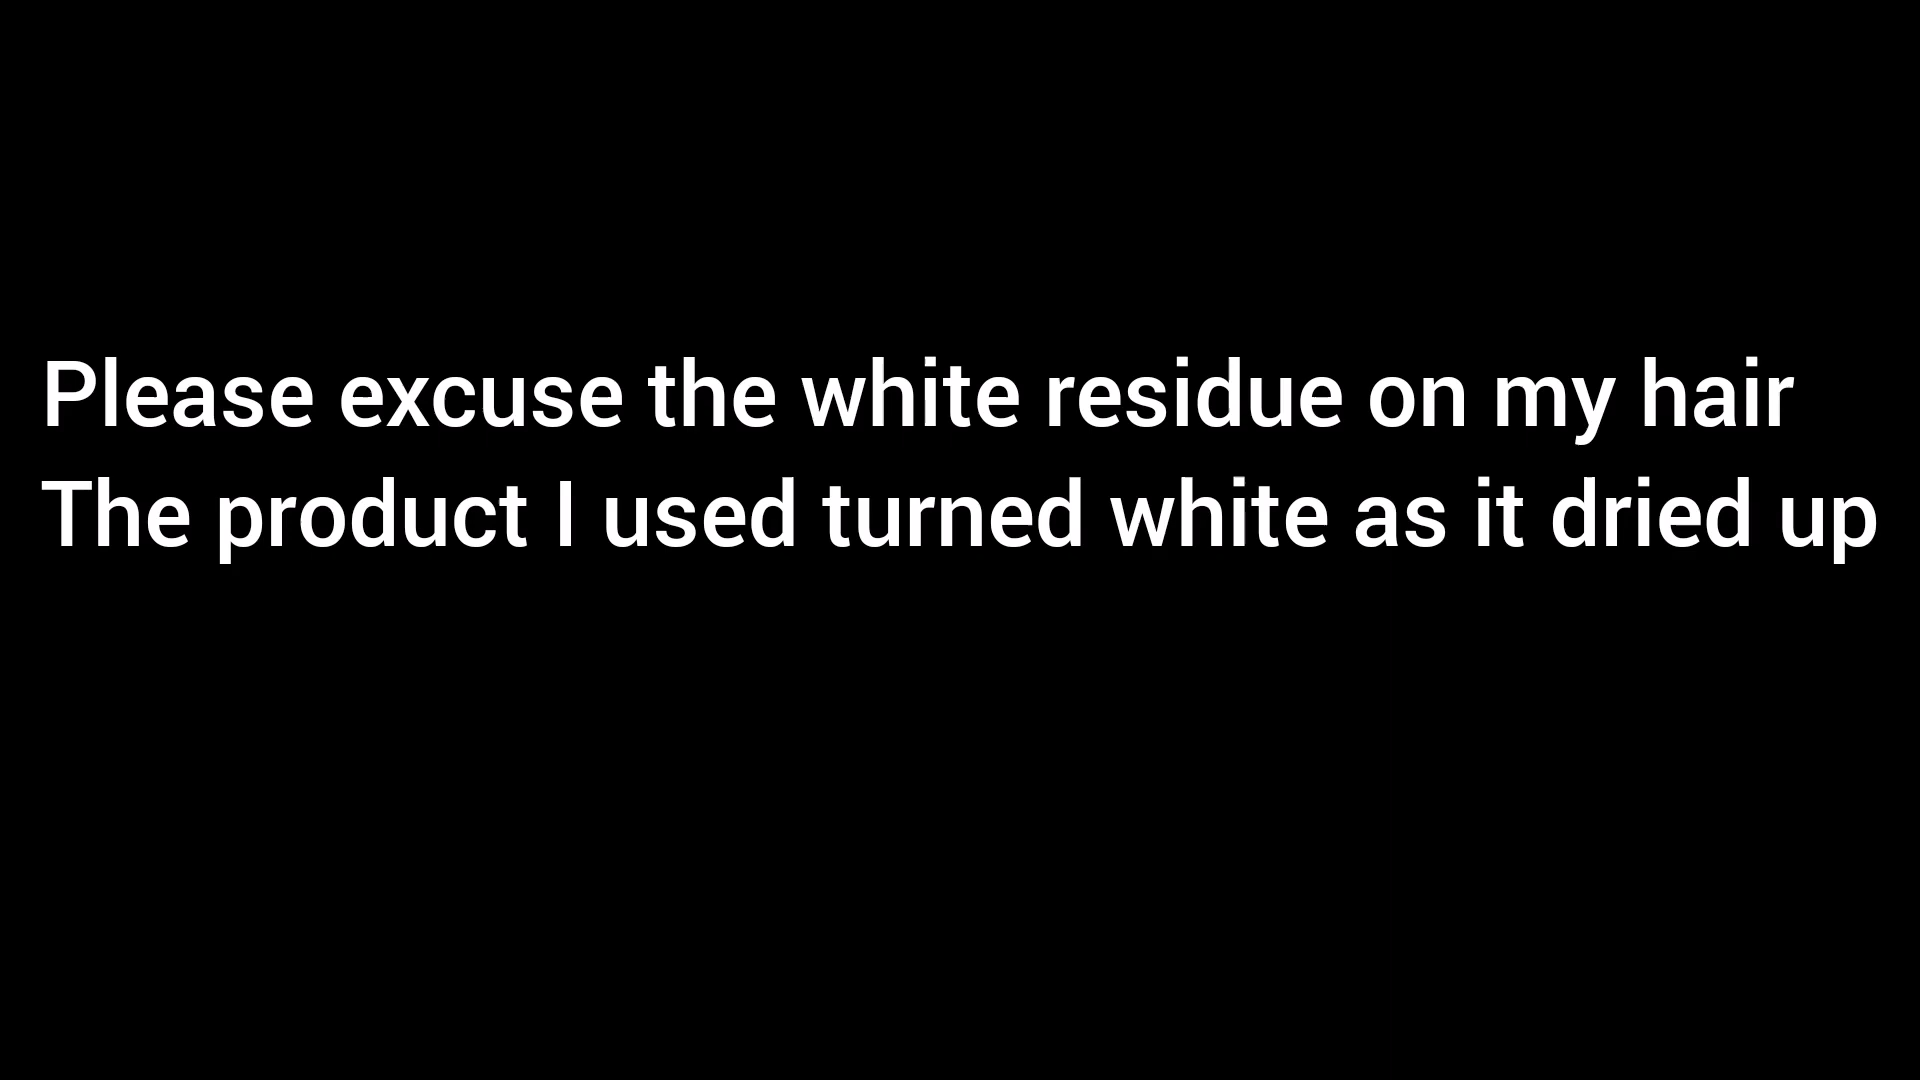 Please excuse the white residue on my hair
The product I used turned white as it dried up